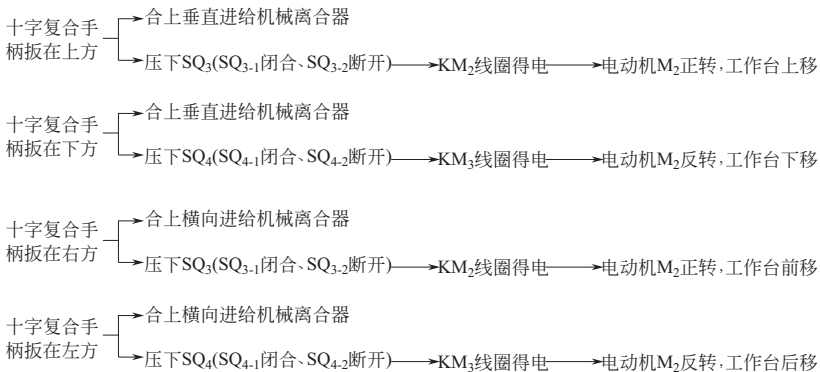 十字复合手
柄扳在上方
合上垂直进给机械离合器
压下SQ₃(SQ₃₋₁闭合、SQ₃₋₂断开)
KM₂线圈得电
电动机M₂正转,工作台上移
十字复合手
柄扳在下方
合上垂直进给机械离合器
压下SQ₄(SQ₄₋₁闭合、SQ₄₋₂断开)
KM₃线圈得电
电动机M₂反转,工作台下移
十字复合手
柄扳在右方
合上横向进给机械离合器
压下SQ₃(SQ₃₋₁闭合、SQ₃₋₂断开)
KM₂线圈得电
电动机M₂正转,工作台前移
十字复合手
柄扳在左方
合上横向进给机械离合器
压下SQ₄(SQ₄₋₁闭合、SQ₄₋₂断开)
KM₃线圈得电
电动机M₂反转,工作台后移